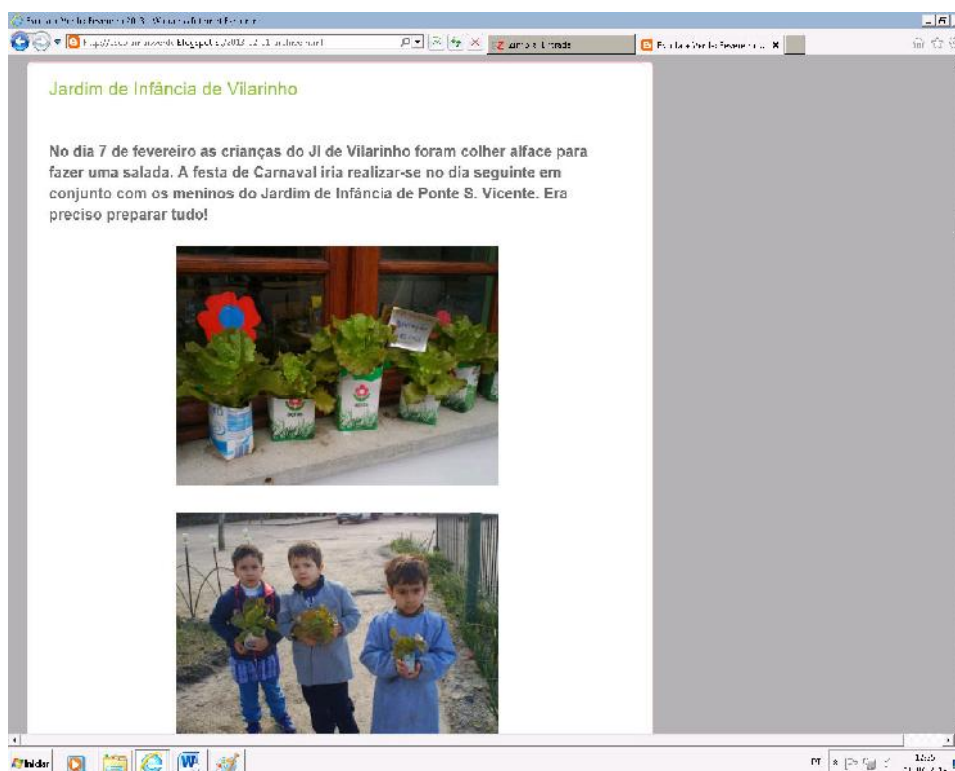 Jardim de Infância de Vilarinho
No dia 7 de fevereiro as crianças do JI de Vilarinho foram colher alface para
fazer uma salada. A festa de Carnaval iria realizar-se no dia seguinte em
conjunto com os meninos do Jardim de Infância de Ponte S. Vicente. Era
preciso preparar tudo!
Iniciar
PT